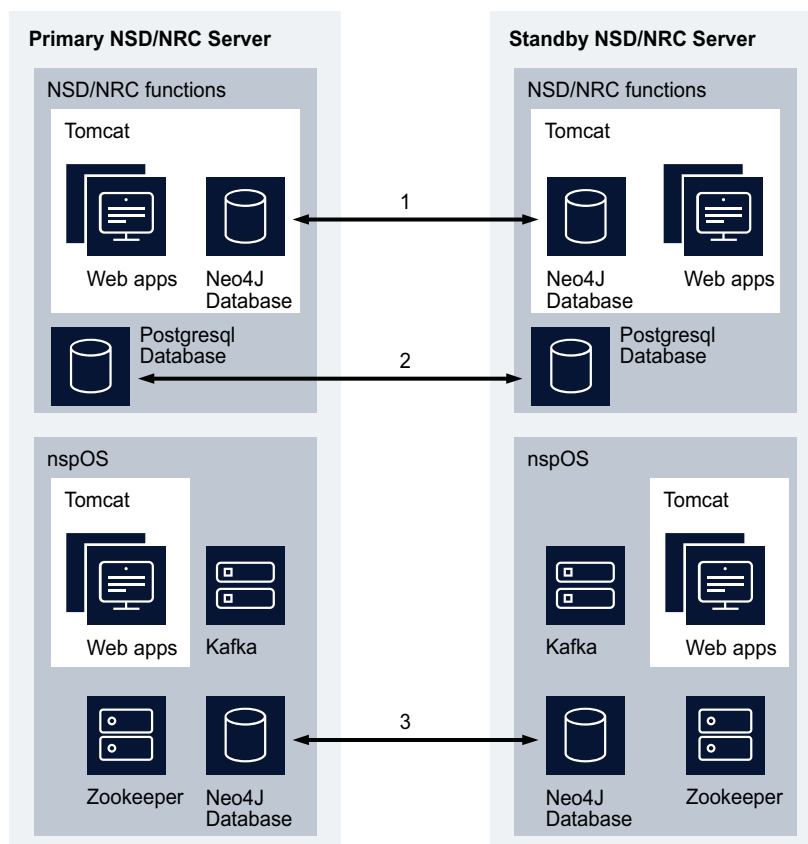 Primary NSD/NRC Server
Standby NSD/NRC Server
NSD/NRC functions
NSD/NRC functions
Tomcat
Tomcat
1
Web apps
Neo4J
Database
Neo4J
Database
Web apps
Postgresql
Database
2
Postgresql
Database
nspOS
nspOS
Tomcat
Tomcat
Web apps
Kafka
Kafka
Web apps
3
Zookeeper
Neo4J
Database
Neo4J
Database
Zookeeper